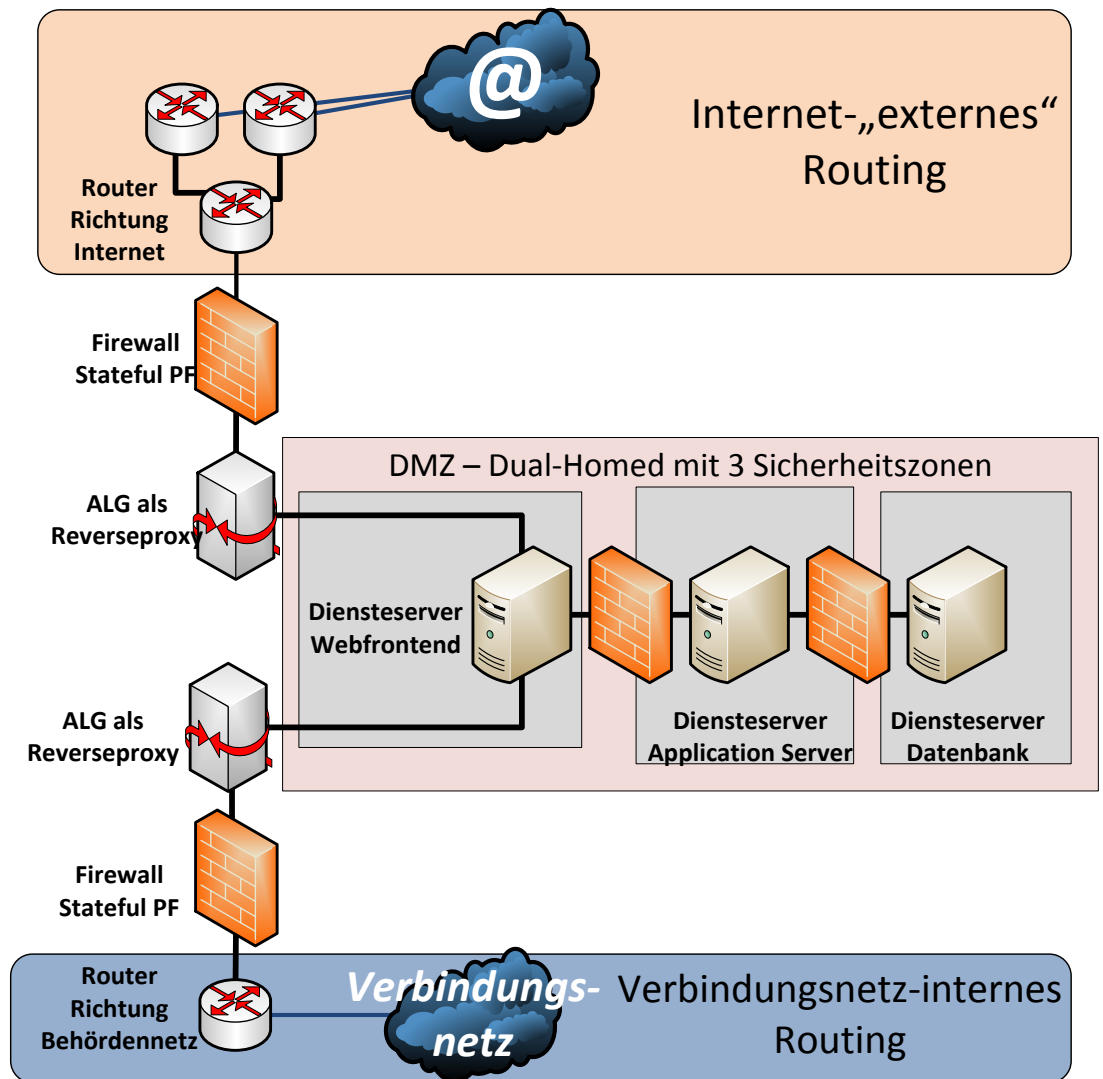 @
Internet-„externes“
Routing
Router
Richtung
Internet
Firewall
Stateful PF
DMZ – Dual-Homed mit 3 Sicherheitszonen
ALG als
Reverseproxy
Diensteserver
Webfrontend
ALG als
Reverseproxy
Diensteserver
Application Server
Diensteserver
Datenbank
Firewall
Stateful PF
Router
Richtung
Behördennetz
Verbindungs-
netz
Verbindungsnetz-internes
Routing